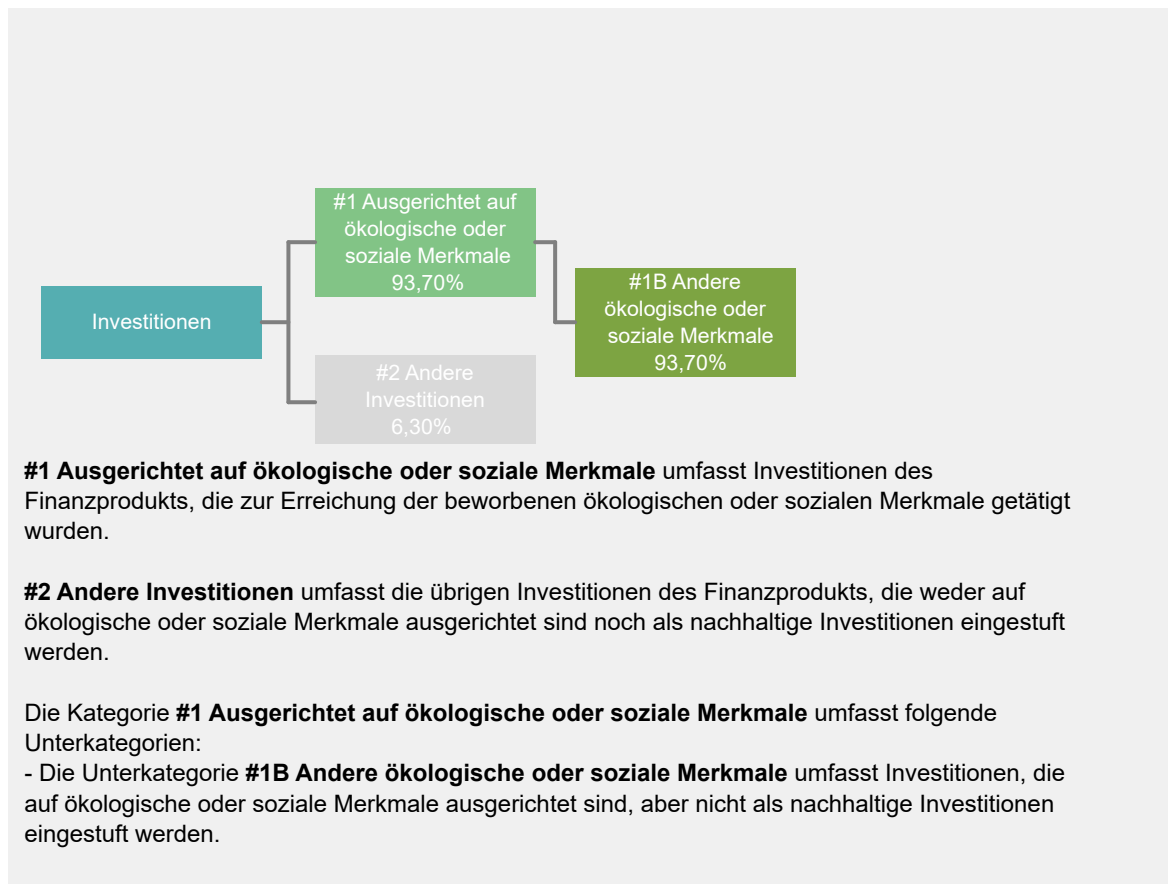 #1 Ausgerichtet auf
ökologische oder
soziale Merkmale
93,70%
#1B Andere
ökologische oder
soziale Merkmale
93,70%
Investitionen
#2 Andere
Investitionen
6,30%
#1 Ausgerichtet auf ökologische oder soziale Merkmale umfasst Investitionen des
Finanzprodukts, die zur Erreichung der beworbenen ökologischen oder sozialen Merkmale getätigt
wurden.
#2 Andere Investitionen umfasst die übrigen Investitionen des Finanzprodukts, die weder auf
ökologische oder soziale Merkmale ausgerichtet sind noch als nachhaltige Investitionen eingestuft
werden.
Die Kategorie #1 Ausgerichtet auf ökologische oder soziale Merkmale umfasst folgende
Unterkategorien:
- Die Unterkategorie #1B Andere ökologische oder soziale Merkmale umfasst Investitionen, die
auf ökologische oder soziale Merkmale ausgerichtet sind, aber nicht als nachhaltige Investitionen
eingestuft werden.